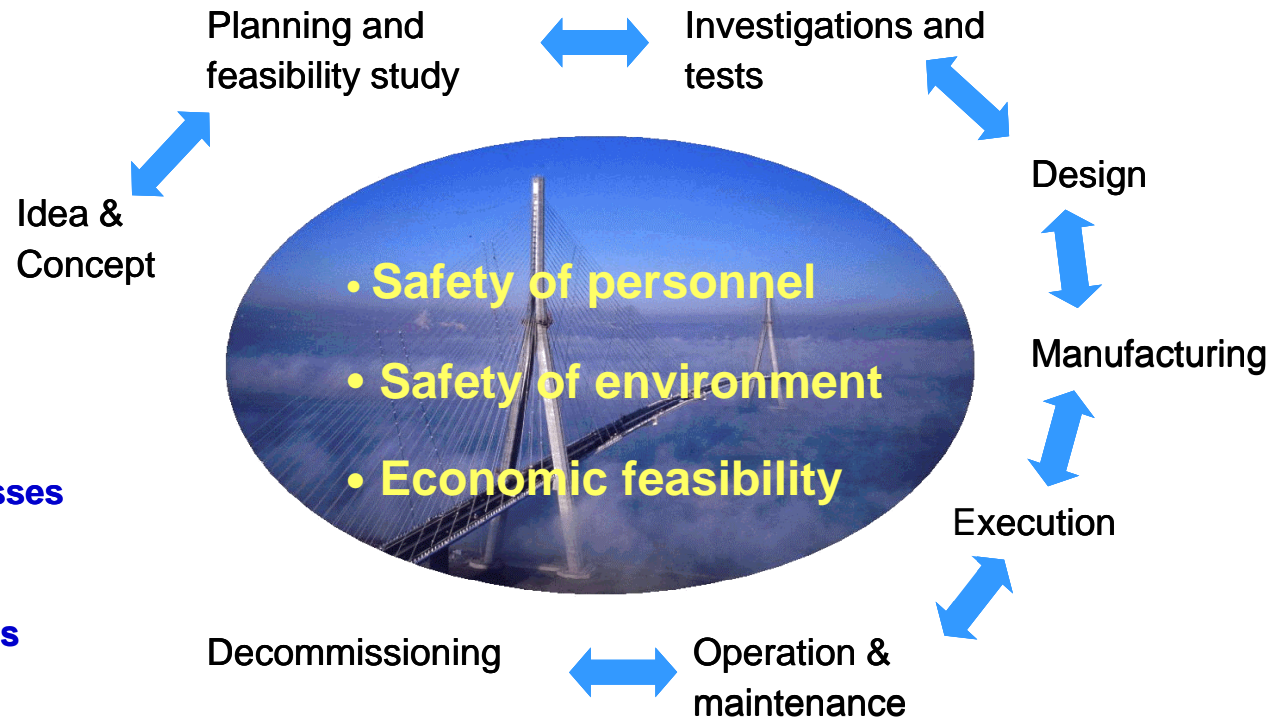 Planning and
feasibility study
Investigations and
tests
Design
Idea &
Concept
• Safety of personnel
Manufacturing
• Safety of environment
• Economic feasibility
sses
Execution
s
Decommissioning
Operation &
maintenance